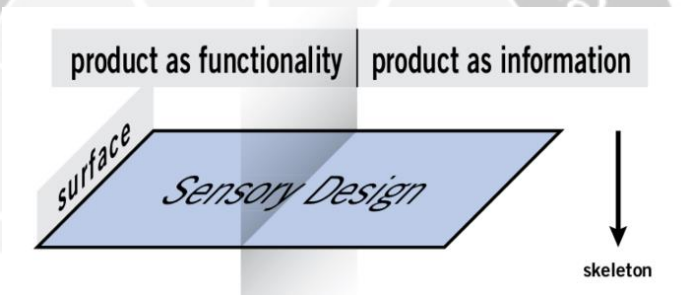 product as functionality | product as information
surface
Sensory Design
skeleton